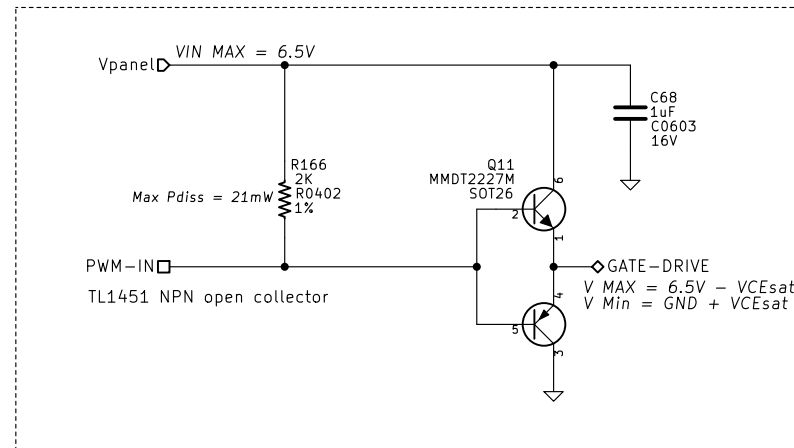 VIN MAX = 6.5V
Vpanel
C68
1uF
C0603
16V
R166
2K
R0402
1%
Max Pdiss = 21mW
Q11
MMDT2227M
SOT26
6
2
1
PWM-IN
GATE-DRIVE
TL1451 NPN open collector
V MAX = 6.5V - VCEsat
V Min = GND + VCEsat
4
5
3